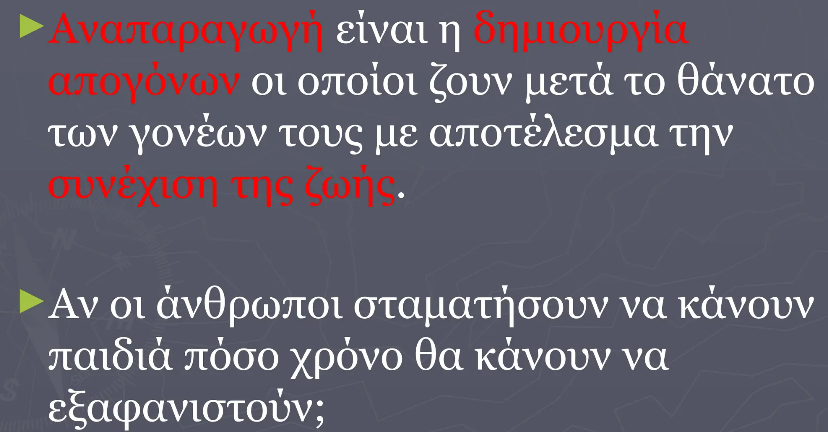 Αναπαραγωγή είναι η δημιουργία
απογόνων οι οποίοι ζουν μετά το θάνατο
των γονέων τους με αποτέλεσμα την
συνέχιση της ζωής.
Αν οι άνθρωποι σταματήσουν να κάνουν
παιδιά πόσο χρόνο θα κάνουν να
εξαφανιστούν;